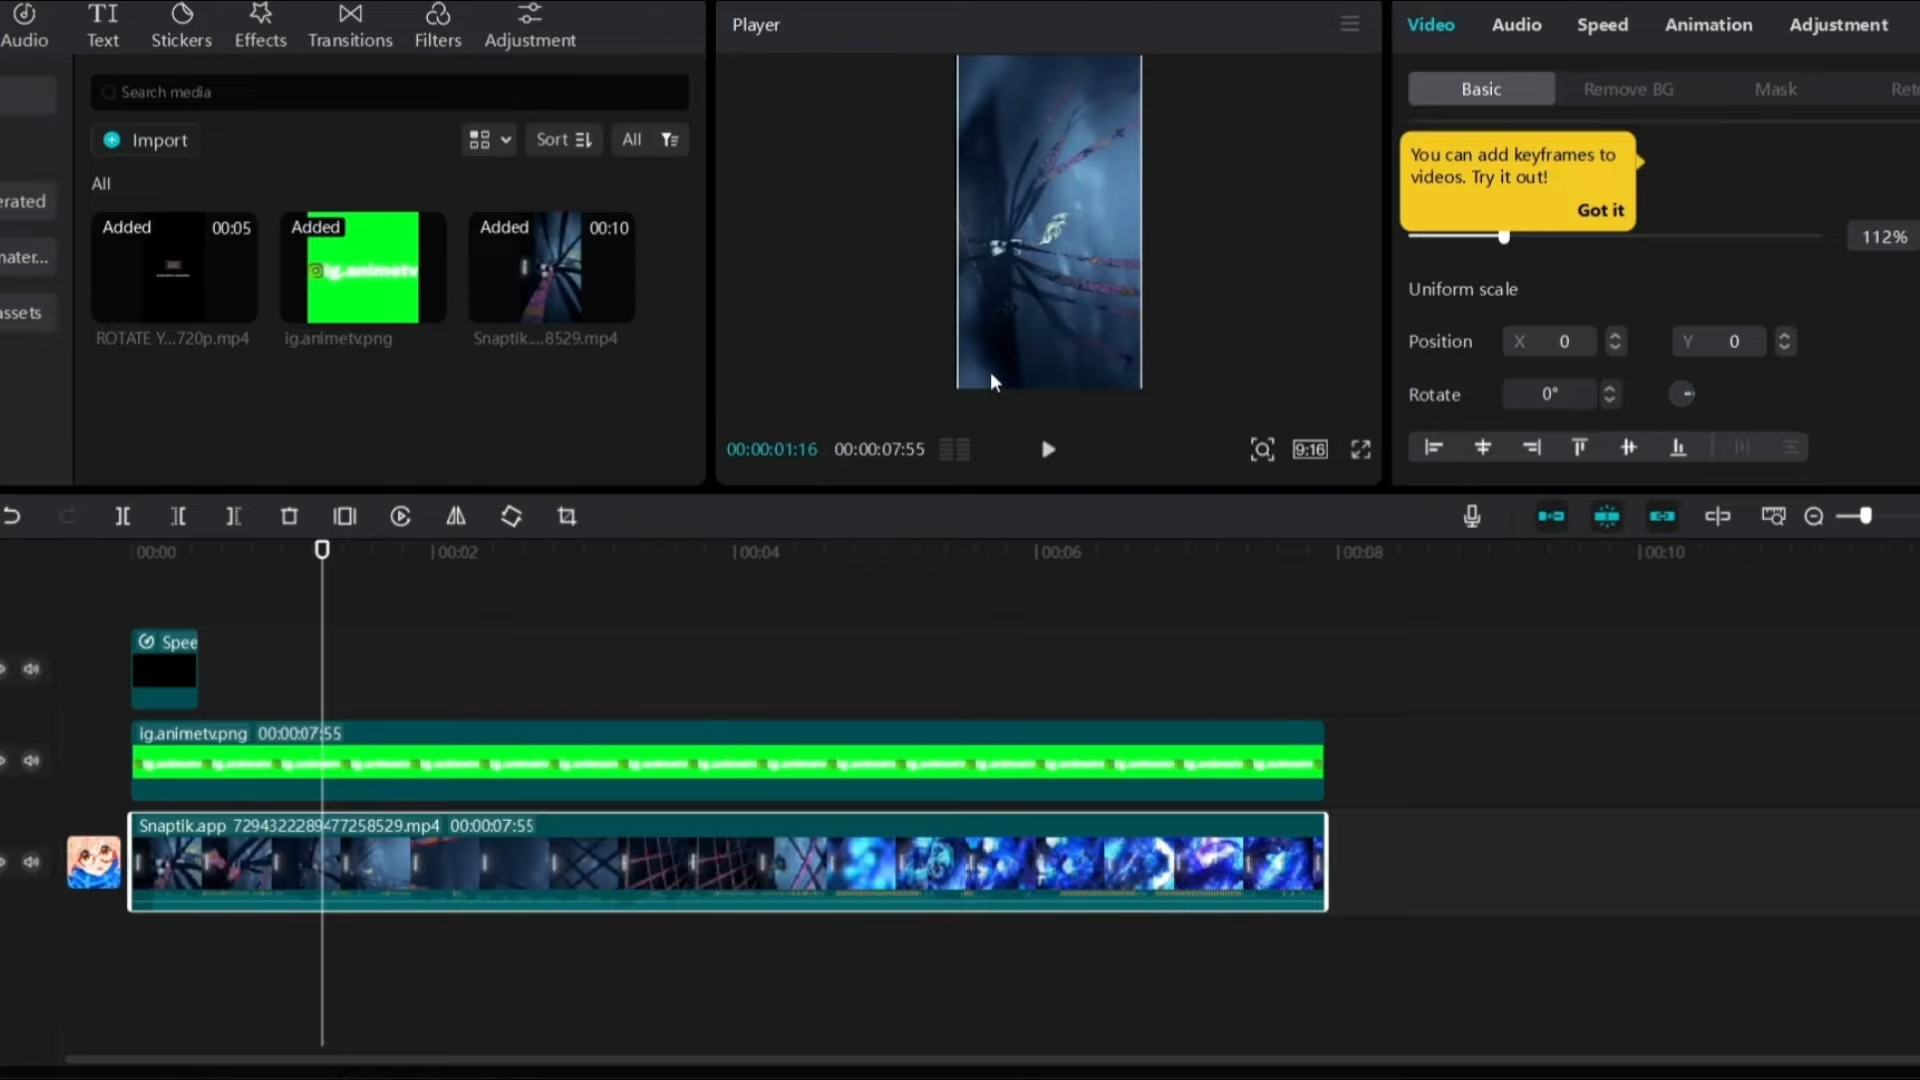 Audio
Text
Stickers
Effects
Transitions
Filters
Adjustment
Search media
Import
Sort
All
All
Added 00:05
Added
Added 00:10
ROTATE Y...720p.mp4
ig.animetv.png
Snaptik....8529.mp4
erated
nater...
assets
ig.animetv
Player
00:00:01:16 00:00:07:55
9:16
Video
Audio
Speed
Animation
Adjustment
Basic
Remove BG
Mask
Reto
You can add keyframes to
videos. Try it out!
Got it
112%
Uniform scale
Position X 0 Y 0
Rotate 0°
00:00 00:02 00:04 00:06 00:08 00:10
Spee
ig.animetv.png 00:00:07:55
Snaptik.app 7294322289477258529.mp4 00:00:07:55